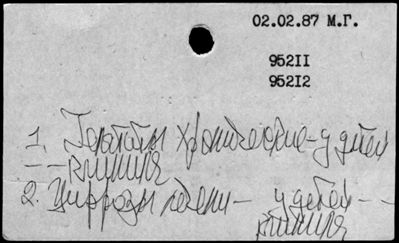 02.02.87 М.Г.
95211
95212
1. Гепатиты хронические - у детей
- - клиника
2. Циррозы печени - у детей - -
клиника